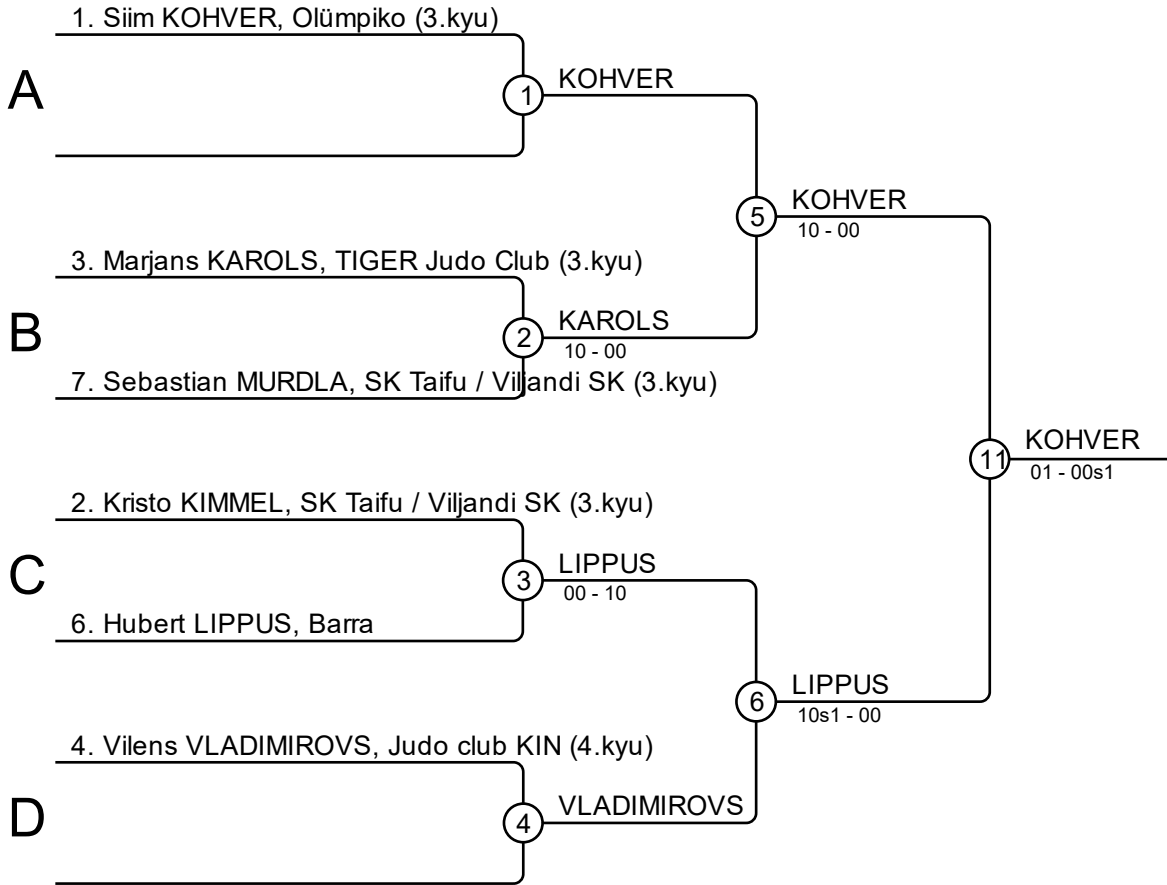 1. Siim KOHVER, Olümpiko (3.kyu)
A
1
KOHVER
5
KOHVER
10 - 00
3. Marjans KAROLS, TIGER Judo Club (3.kyu)
B
2
KAROLS
10 - 00
7. Sebastian MURDLA, SK Taifu / Viljandi SK (3.kyu)
11
KOHVER
01 - 00s1
2. Kristo KIMMEL, SK Taifu / Viljandi SK (3.kyu)
C
3
LIPPUS
00 - 10
6. Hubert LIPPUS, Barra
6
LIPPUS
10s1 - 00
4. Vilens VLADIMIROVS, Judo club KIN (4.kyu)
D
4
VLADIMIROVS